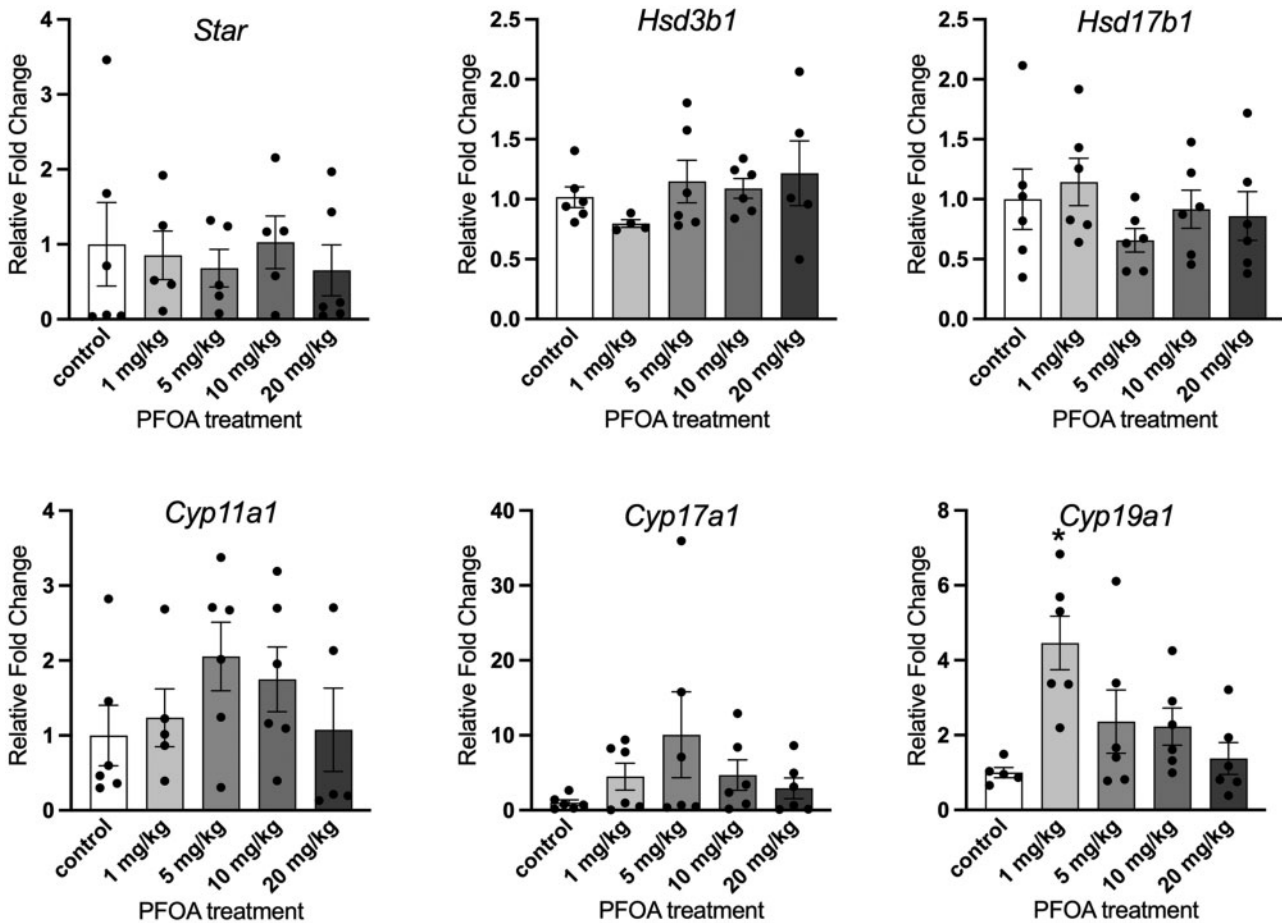 Star
Relative Fold Change
4
3
2
1
0
control
1 mg/kg
5 mg/kg
10 mg/kg
20 mg/kg
PFOA treatment
Hsd3b1
Relative Fold Change
2.5
2.0
1.5
1.0
0.5
0.0
control
1 mg/kg
5 mg/kg
10 mg/kg
20 mg/kg
PFOA treatment
Hsd17b1
Relative Fold Change
2.5
2.0
1.5
1.0
0.5
0.0
control
1 mg/kg
5 mg/kg
10 mg/kg
20 mg/kg
PFOA treatment
Cyp11a1
Relative Fold Change
4
3
2
1
0
control
1 mg/kg
5 mg/kg
10 mg/kg
20 mg/kg
PFOA treatment
Cyp17a1
Relative Fold Change
40
30
20
10
0
control
1 mg/kg
5 mg/kg
10 mg/kg
20 mg/kg
PFOA treatment
Cyp19a1
Relative Fold Change
8
6
4
2
0
*
control
1 mg/kg
5 mg/kg
10 mg/kg
20 mg/kg
PFOA treatment